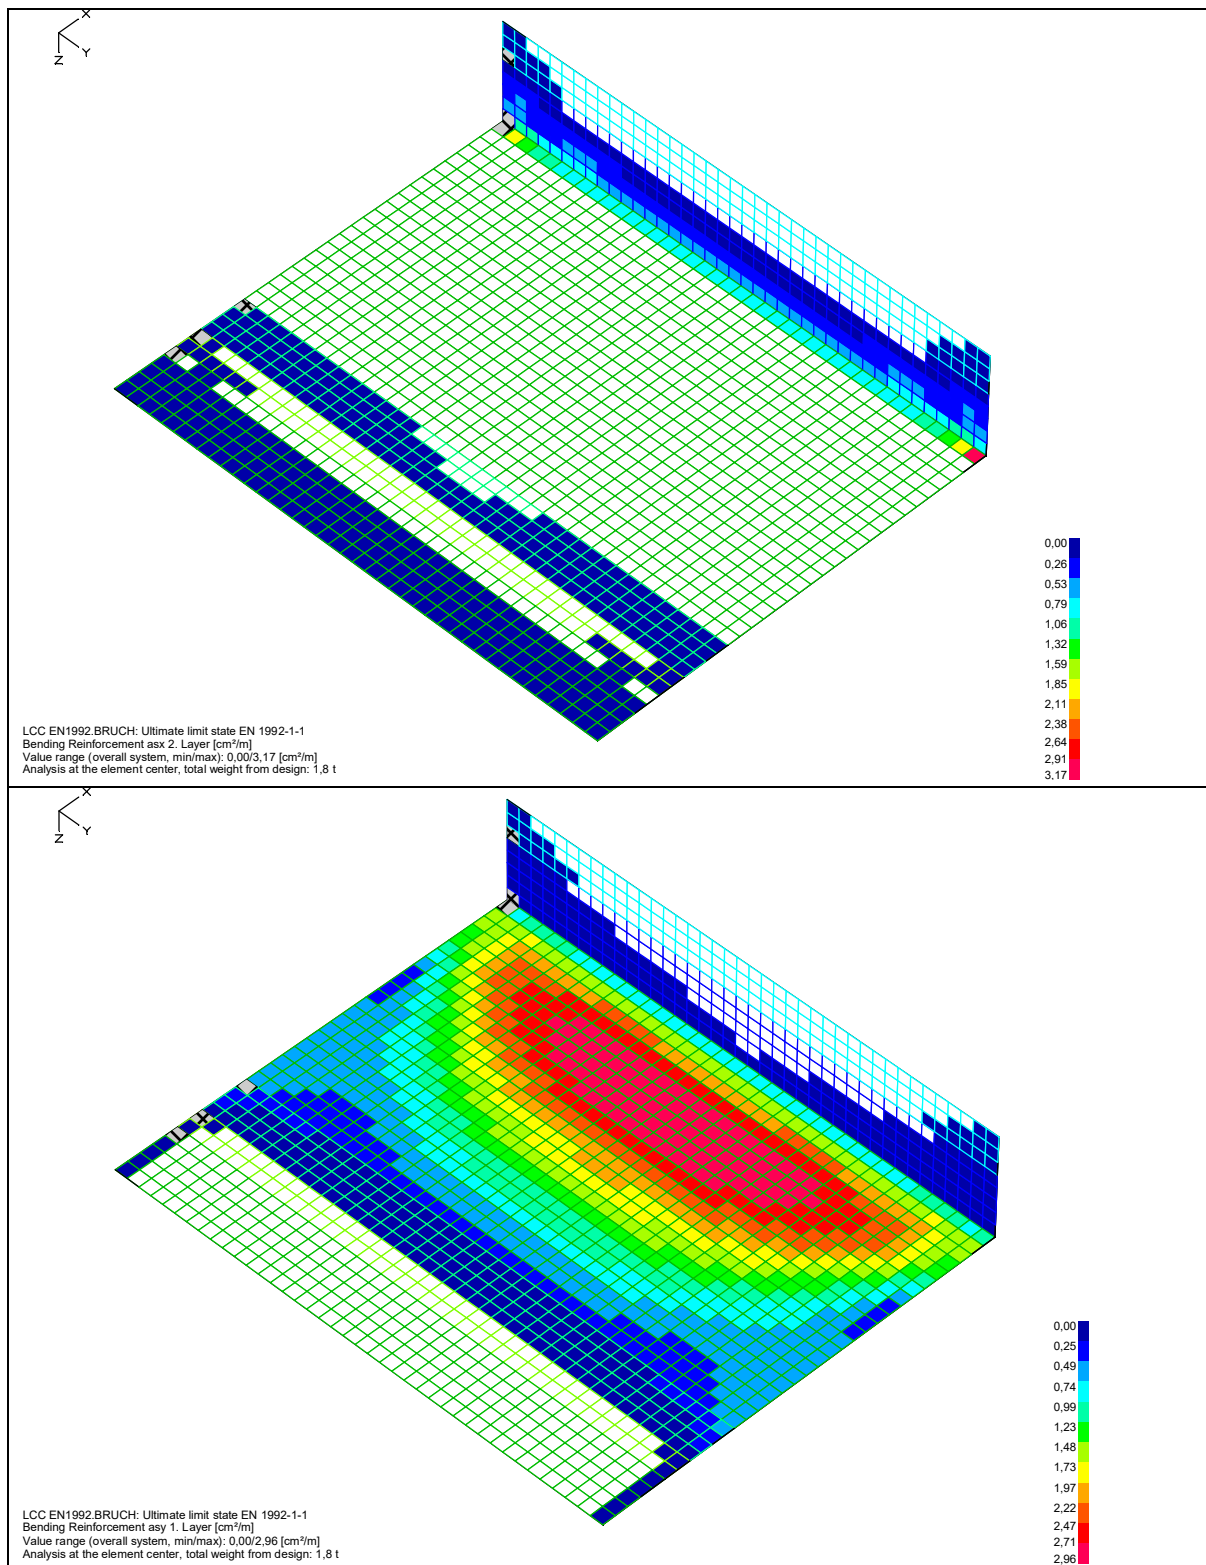 X
Y
Z
0,00
0,26
0,53
0,79
1,06
1,32
1,59
1,85
2,11
2,38
2,64
2,91
3,17
LCC EN1992.BRUCH: Ultimate limit state EN 1992-1-1
Bending Reinforcement asx 2. Layer [cm²/m]
Value range (overall system, min/max): 0,00/3,17 [cm²/m]
Analysis at the element center, total weight from design: 1,8 t
X
Y
Z
0,00
0,25
0,49
0,74
0,99
1,23
1,48
1,73
1,97
2,22
2,47
2,71
2,96
LCC EN1992.BRUCH: Ultimate limit state EN 1992-1-1
Bending Reinforcement asy 1. Layer [cm²/m]
Value range (overall system, min/max): 0,00/2,96 [cm²/m]
Analysis at the element center, total weight from design: 1,8 t